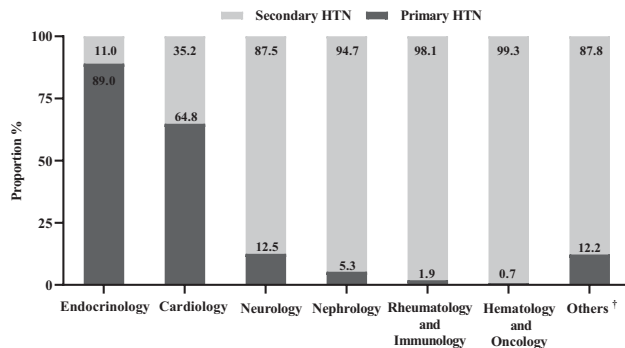 Secondary HTN Primary HTN
100
75
50
25
0
Proportion %
11.0 35.2 87.5 94.7 98.1 99.3 87.8
89.0 64.8 12.5 5.3 1.9 0.7 12.2
Endocrinology Cardiology Neurology Nephrology Rheumatology Hematology Others †
and and
Immunology Oncology